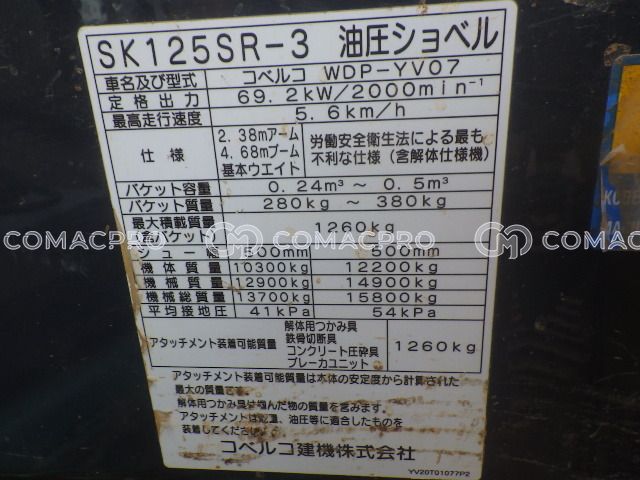 SK125SR-3 油圧ショベル
車名及び型式 コベルコ WDP-YV07
定格出力 69.2kW/2000min⁻¹
最高走行速度 5.6km/h
仕様 2.38mアーム 4.68mブーム 基本ウエイト 労働安全衛生法による最も不利な仕様(含解体仕様機)
バケット容量 0.24m³ ~ 0.5m³
バケット質量 280kg ~ 380kg
最大積載質量 1260kg
COMACPRO COMACPRO
シュー幅 500mm 500mm
機体質量 10300kg 12200kg
機械質量 12900kg 14900kg
機械総質量 13700kg 15800kg
平均接地圧 41kPa 54kPa
アタッチメント装着可能質量 解体用つかみ具 鉄骨切断具 コンクリート圧砕具 ブレーカユニット 1260kg
アタッチメント装着可能質量は本体の安定度から計算された
最大の質量です。
解体用つかみ具は掴んだ物の質量を含みます。
アタッチメントは 油圧等に適合したものを
装着してください。
コベルコ建機株式会社
YV20T01077P2